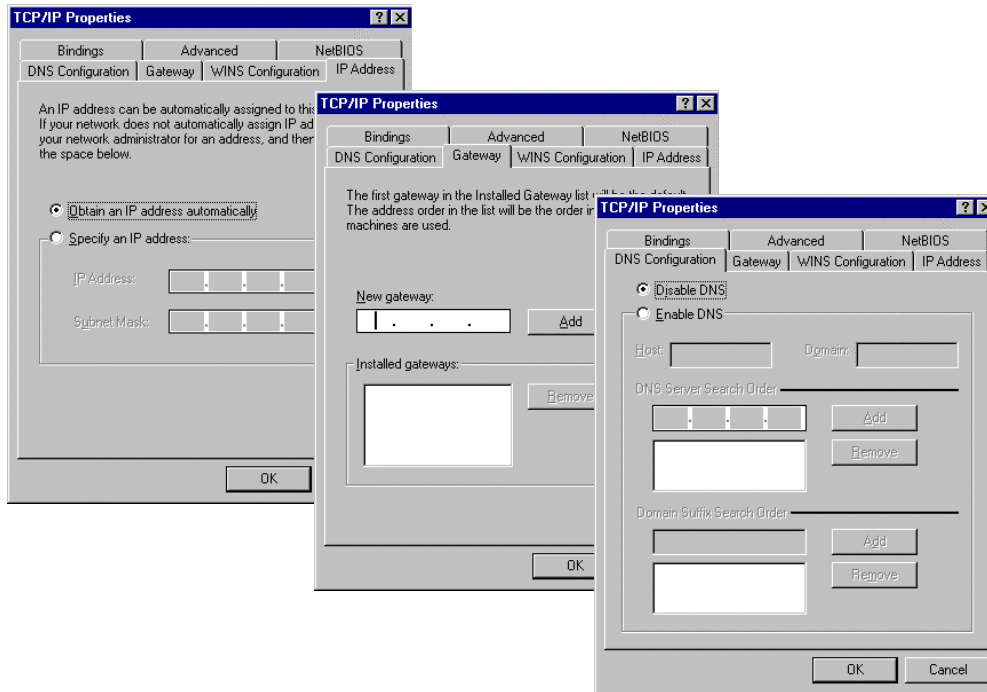 TCP/IP Properties
Bindings Advanced NetBIOS
DNS Configuration Gateway WINS Configuration IP Address
An IP address can be automatically assigned to this
If your network does not automatically assign IP ad
your network administrator for an address, and then
the space below.
Obtain an IP address automatically
Specify an IP address:
IP Address:
Subnet Mask:
OK
TCP/IP Properties
Bindings Advanced NetBIOS
DNS Configuration Gateway WINS Configuration IP Address
The first gateway in the Installed Gateway list will be the default.
The address order in the list will be the order in
machines are used.
New gateway:
Add
Installed gateways:
Remove
OK
TCP/IP Properties
Bindings Advanced NetBIOS
DNS Configuration Gateway WINS Configuration IP Address
Disable DNS
Enable DNS
Host: Domain:
DNS Server Search Order
Add
Remove
Domain Suffix Search Order
Add
Remove
OK Cancel